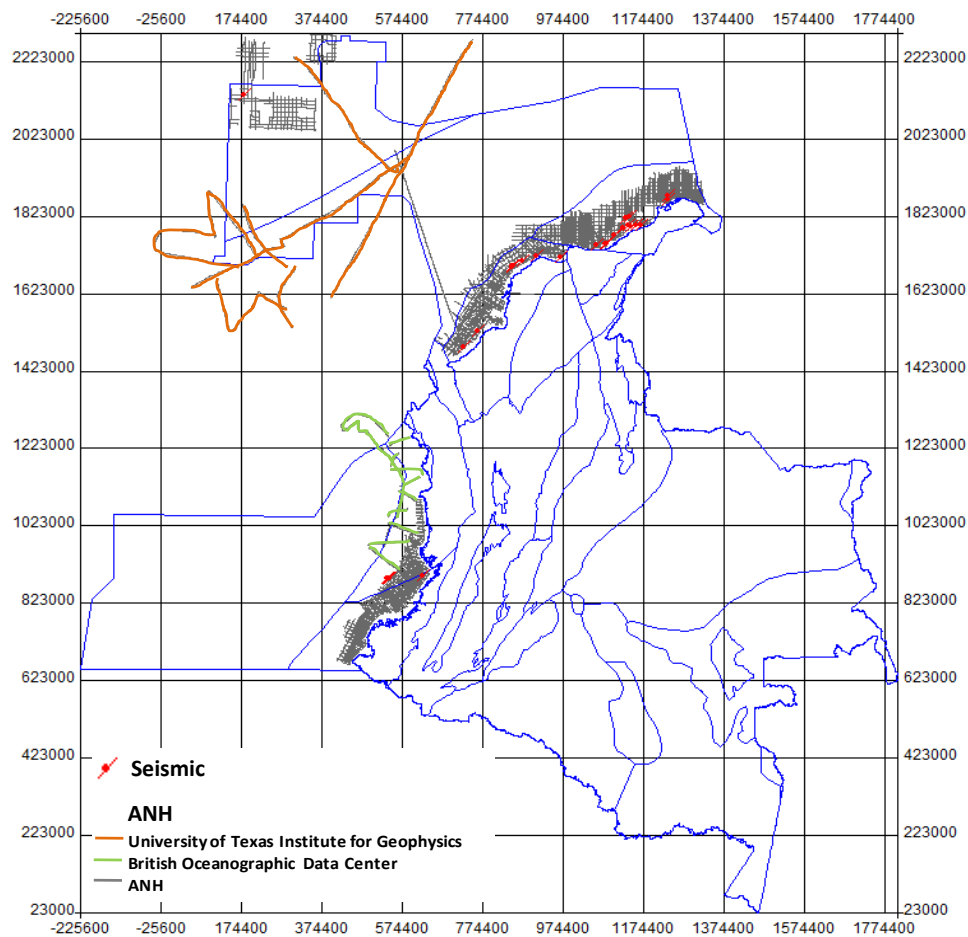 -225600 -25600 174400 374400 574400 774400 974400 1174400 1374400 1574400 1774400
2223000 2223000
2023000 2023000
1823000 1823000
1623000 1623000
1423000 1423000
1223000 1223000
1023000 1023000
823000 823000
623000 623000
423000 423000
Seismic
ANH
223000 223000
University of Texas Institute for Geophysics
British Oceanographic Data Center
ANH
23000 23000
-225600 -25600 174400 374400 574400 774400 974400 1174400 1374400 1574400 1774400